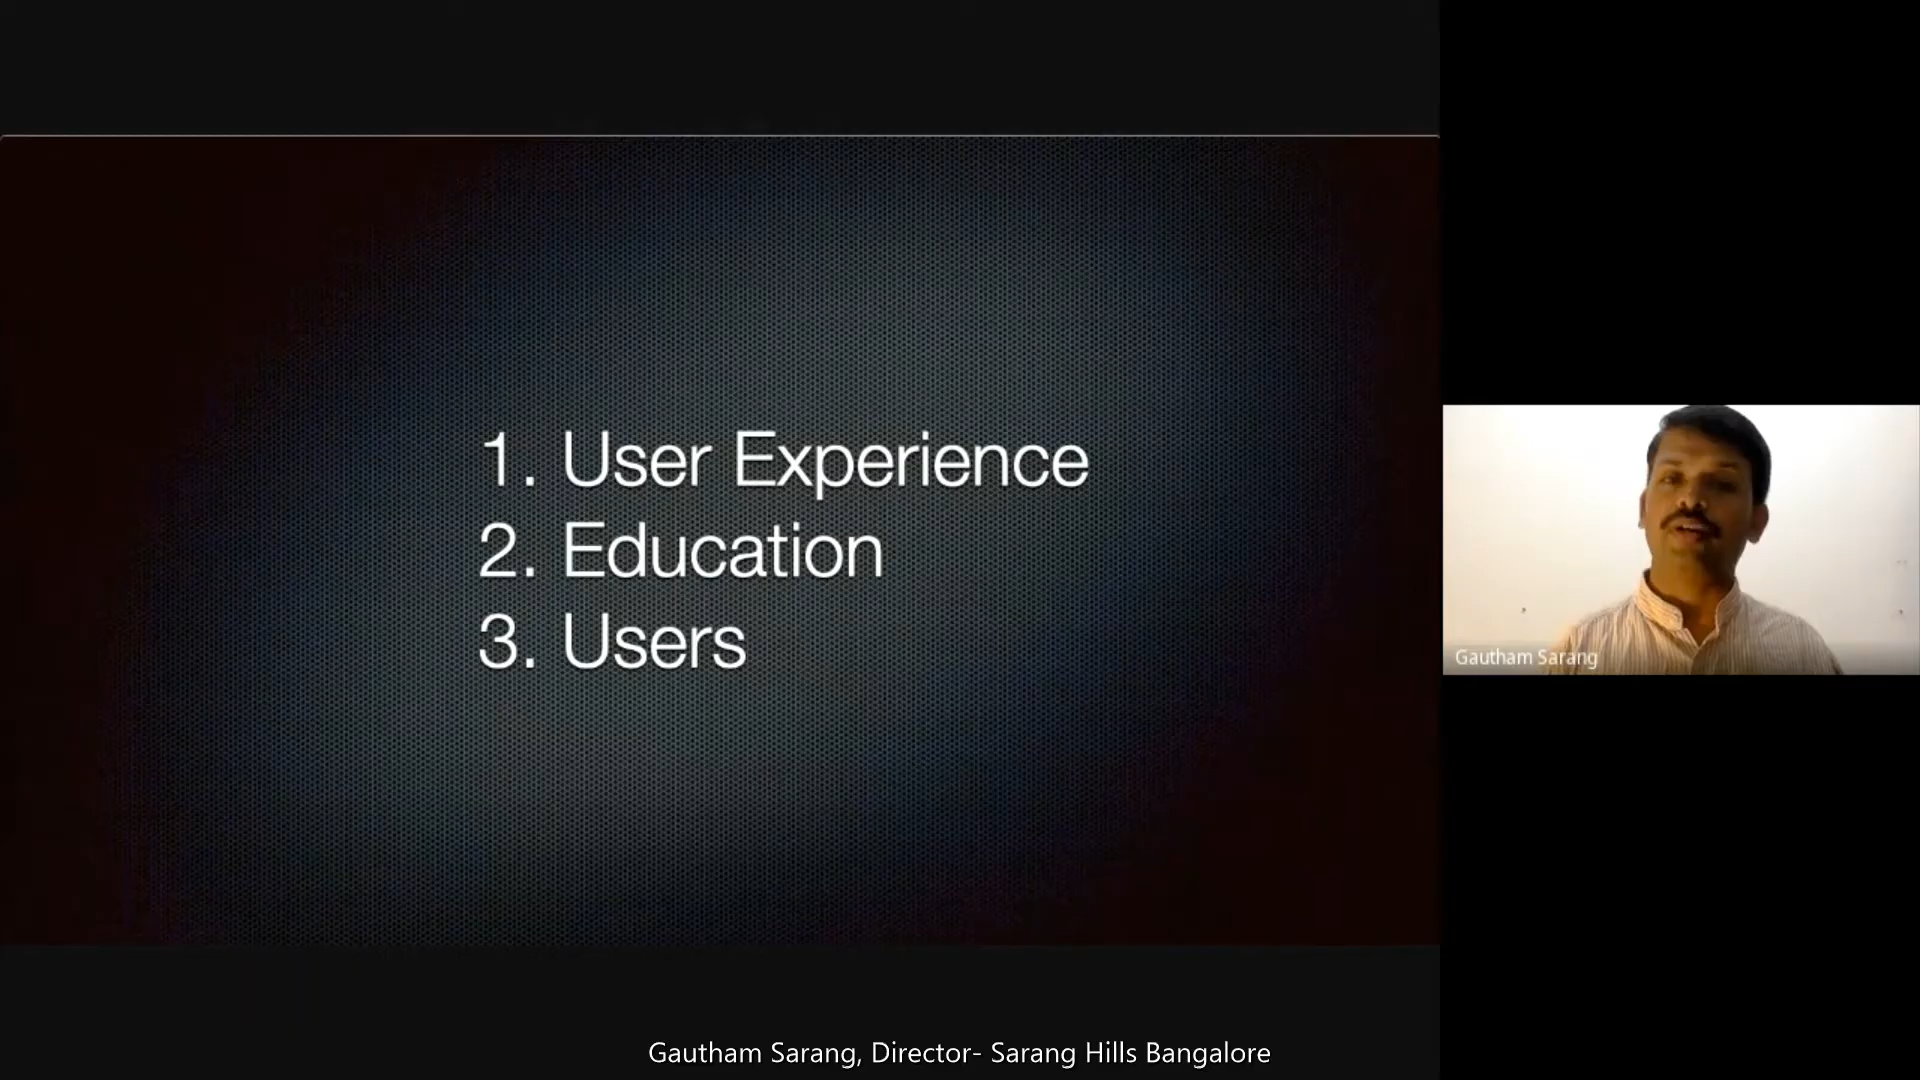 1. User Experience
2. Education
3. Users
Gautham Sarang
Gautham Sarang, Director- Sarang Hills Bangalore